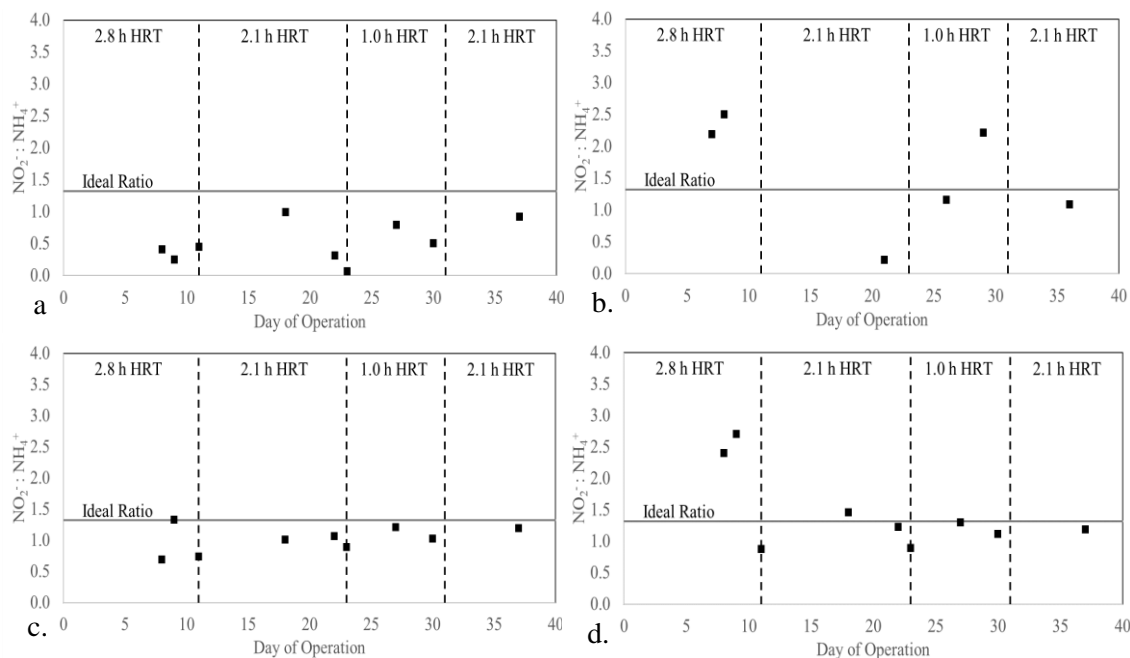 4.0
3.5
3.0
2.5
2.0
1.5
1.0
0.5
0.0
NO₂⁻: NH₄⁺
2.8 h HRT 2.1 h HRT 1.0 h HRT 2.1 h HRT
Ideal Ratio
0 5 10 15 20 25 30 35 40
Day of Operation
a
4.0
3.5
3.0
2.5
2.0
1.5
1.0
0.5
0.0
NO₂⁻: NH₄⁺
2.8 h HRT 2.1 h HRT 1.0 h HRT 2.1 h HRT
Ideal Ratio
0 5 10 15 20 25 30 35 40
Day of Operation
b.
4.0
3.5
3.0
2.5
2.0
1.5
1.0
0.5
0.0
NO₂⁻: NH₄⁺
2.8 h HRT 2.1 h HRT 1.0 h HRT 2.1 h HRT
Ideal Ratio
0 5 10 15 20 25 30 35 40
Day of Operation
c.
4.0
3.5
3.0
2.5
2.0
1.5
1.0
0.5
0.0
NO₂⁻: NH₄⁺
2.8 h HRT 2.1 h HRT 1.0 h HRT 2.1 h HRT
Ideal Ratio
0 5 10 15 20 25 30 35 40
Day of Operation
d.